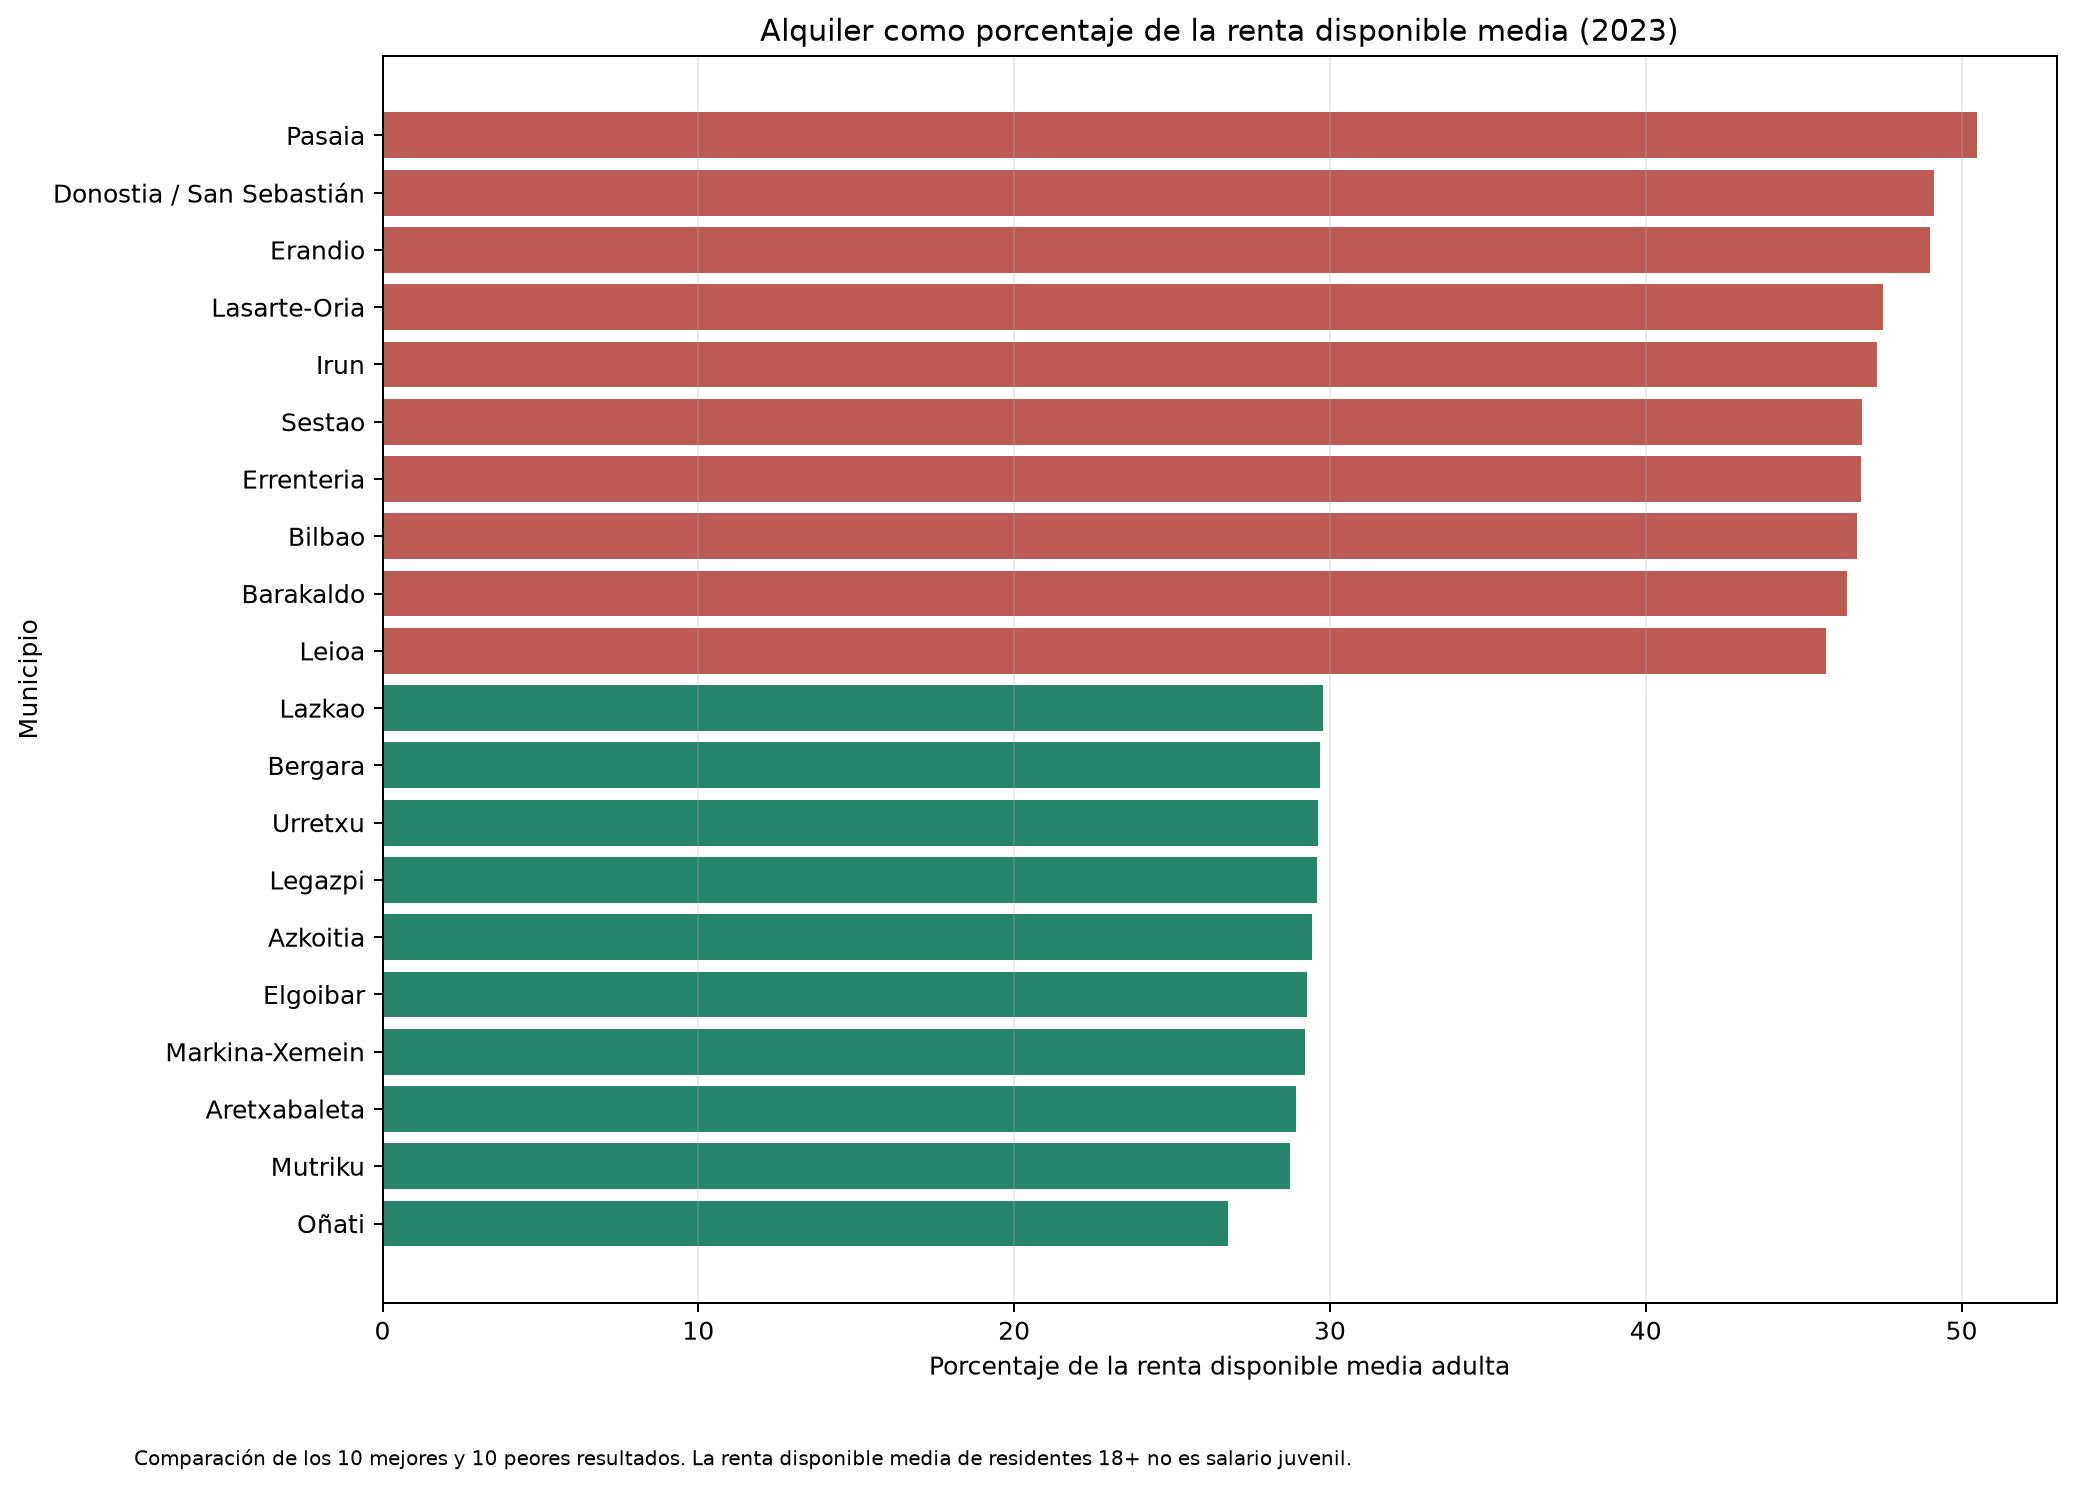 Alquiler como porcentaje de la renta disponible media (2023)
Municipio
Pasaia
Donostia / San Sebastián
Erandio
Lasarte-Oria
Irun
Sestao
Errenteria
Bilbao
Barakaldo
Leioa
Lazkao
Bergara
Urretxu
Legazpi
Azkoitia
Elgoibar
Markina-Xemein
Aretxabaleta
Mutriku
Oñati
0 10 20 30 40 50
Porcentaje de la renta disponible media adulta
Comparación de los 10 mejores y 10 peores resultados. La renta disponible media de residentes 18+ no es salario juvenil.